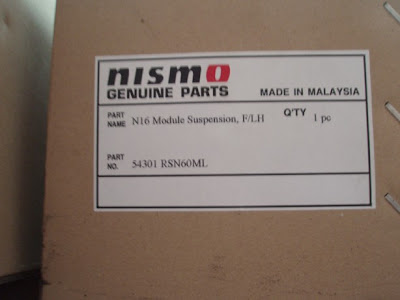 nismo
GENUINE PARTS MADE IN MALAYSIA
PART NAME N16 Module Suspension, F/LH Q'TY 1 pc
PART NO. 54301 RSN60ML